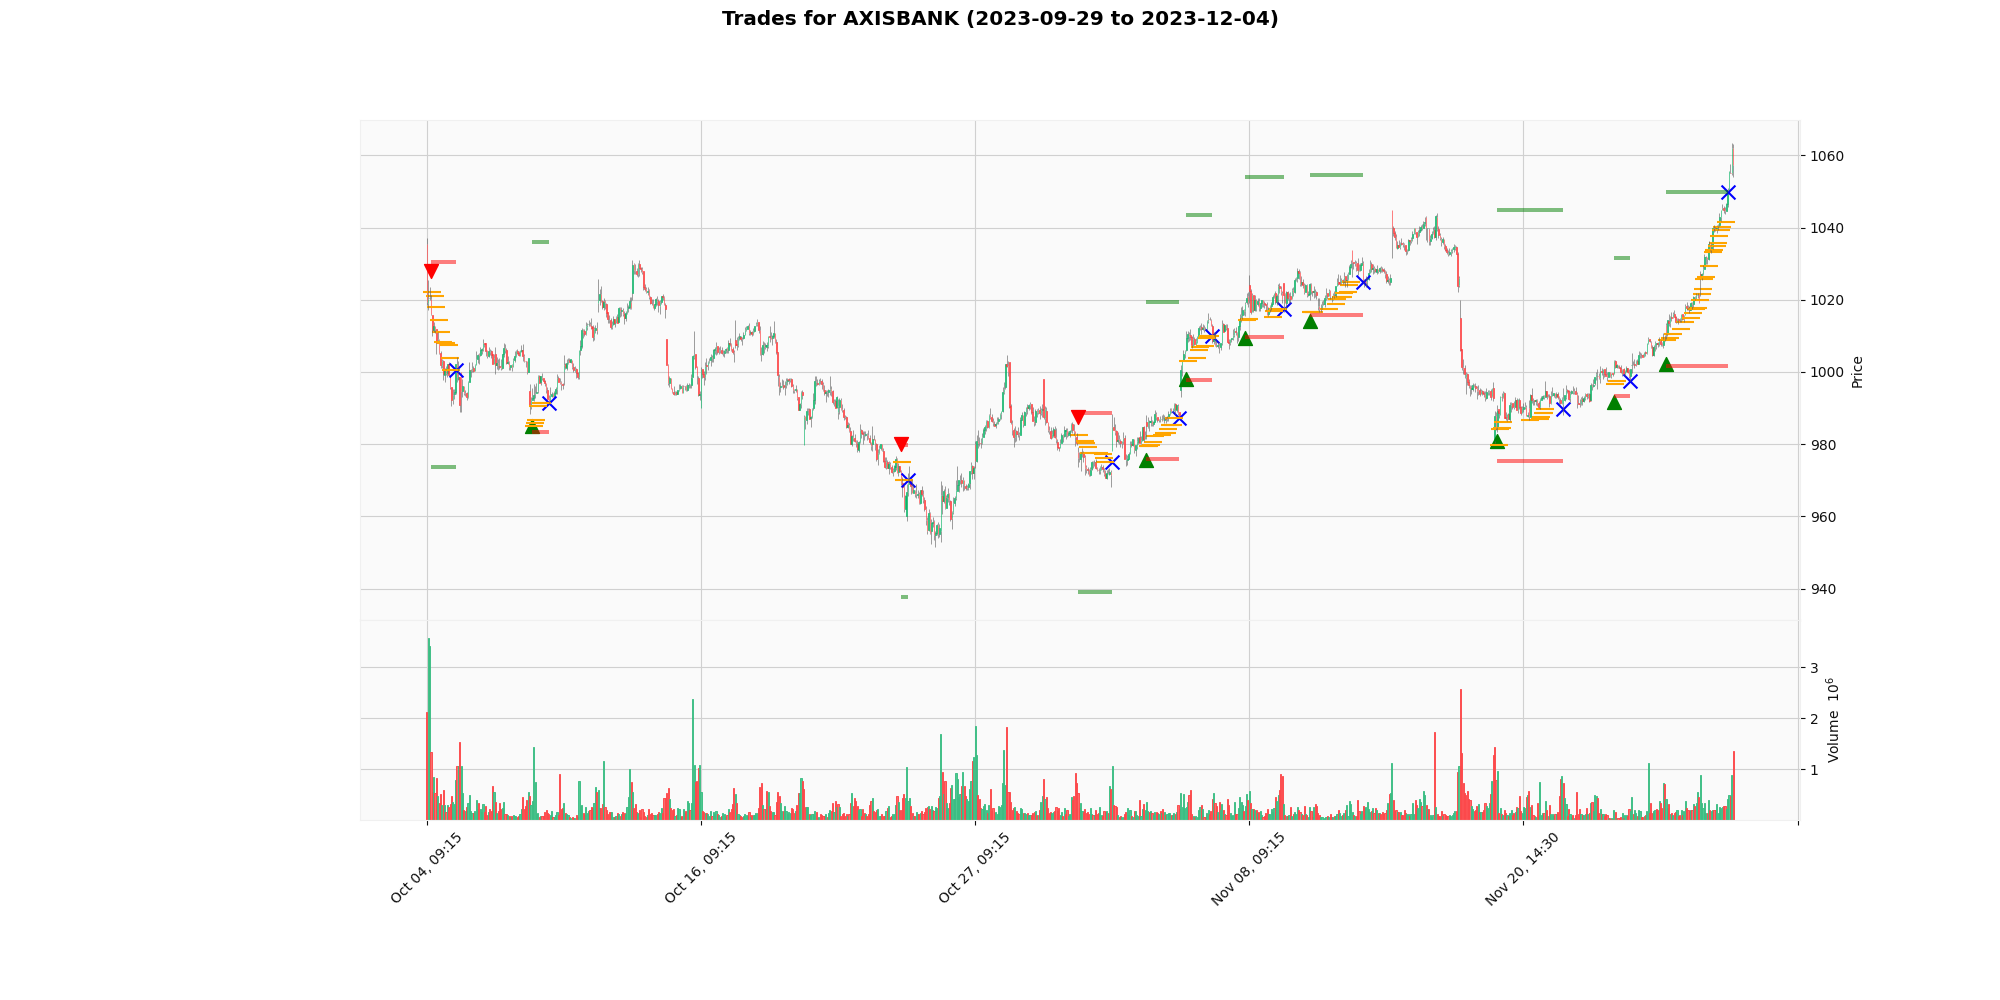 Trades for AXISBANK (2023-09-29 to 2023-12-04)
1060
1040
1020
1000
980
960
940
Price
3
2
1
Volume 10^6
Oct 04, 09:15
Oct 16, 09:15
Oct 27, 09:15
Nov 08, 09:15
Nov 20, 14:30